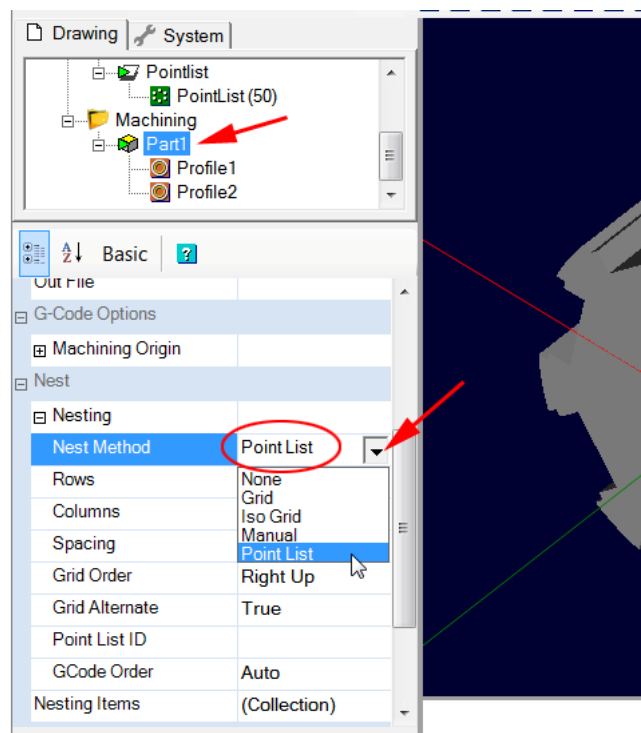 Drawing System
Pointlist
PointList (50)
Machining
Part1
Profile1
Profile2
A Z Basic ?
Out File
G-Code Options
Machining Origin
Nest
Nesting
Nest Method Point List
Rows None
Grid
Columns Iso Grid
Manual
Spacing Point List
Grid Order Right Up
Grid Alternate True
Point List ID
GCode Order Auto
Nesting Items (Collection)